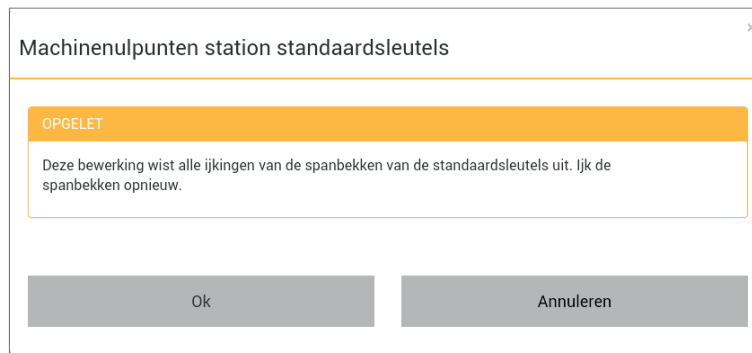 Machinenulpunten station standaardsleutels
OPGELET
Deze bewerking wist alle ijkingen van de spanbekken van de standaardsleutels uit. Ijk de
spanbekken opnieuw.
Ok
Annuleren